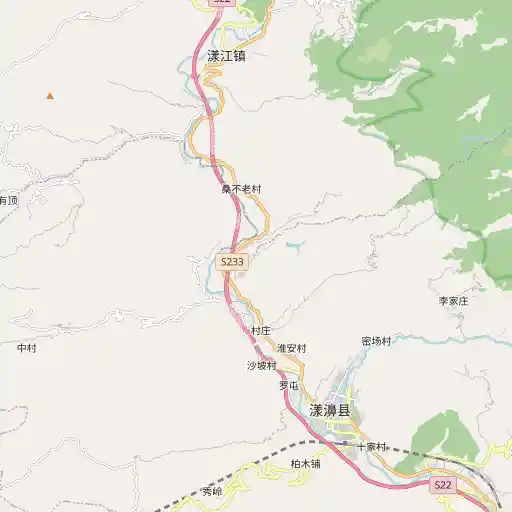 S22
漾江镇
桑不老村
有顶
S233
李家庄
村庄
密场村
淮安村
中村
沙坡村
罗屯
漾濞县
十家村
柏木铺
秀岭
S22